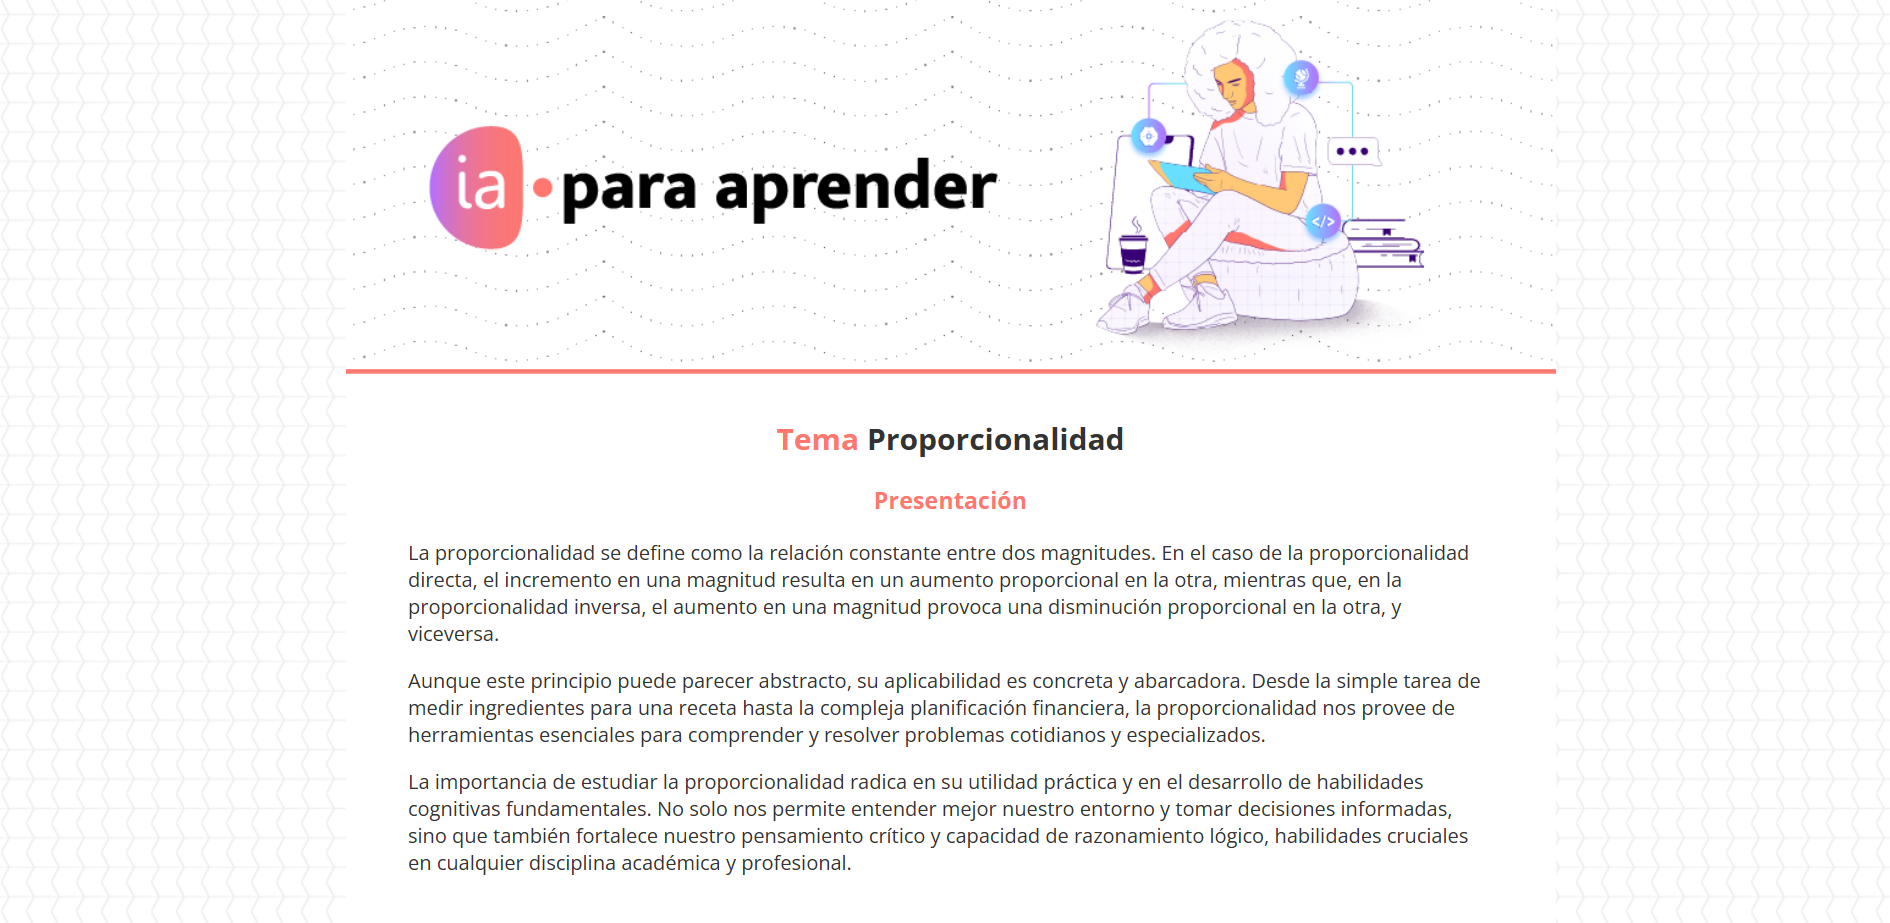 ia
para aprender
</>
Tema Proporcionalidad
Presentación
La proporcionalidad se define como la relación constante entre dos magnitudes. En el caso de la proporcionalidad
directa, el incremento en una magnitud resulta en un aumento proporcional en la otra, mientras que, en la
proporcionalidad inversa, el aumento en una magnitud provoca una disminución proporcional en la otra, y
viceversa.
Aunque este principio puede parecer abstracto, su aplicabilidad es concreta y abarcadora. Desde la simple tarea de
medir ingredientes para una receta hasta la compleja planificación financiera, la proporcionalidad nos provee de
herramientas esenciales para comprender y resolver problemas cotidianos y especializados.
La importancia de estudiar la proporcionalidad radica en su utilidad práctica y en el desarrollo de habilidades
cognitivas fundamentales. No solo nos permite entender mejor nuestro entorno y tomar decisiones informadas,
sino que también fortalece nuestro pensamiento crítico y capacidad de razonamiento lógico, habilidades cruciales
en cualquier disciplina académica y profesional.